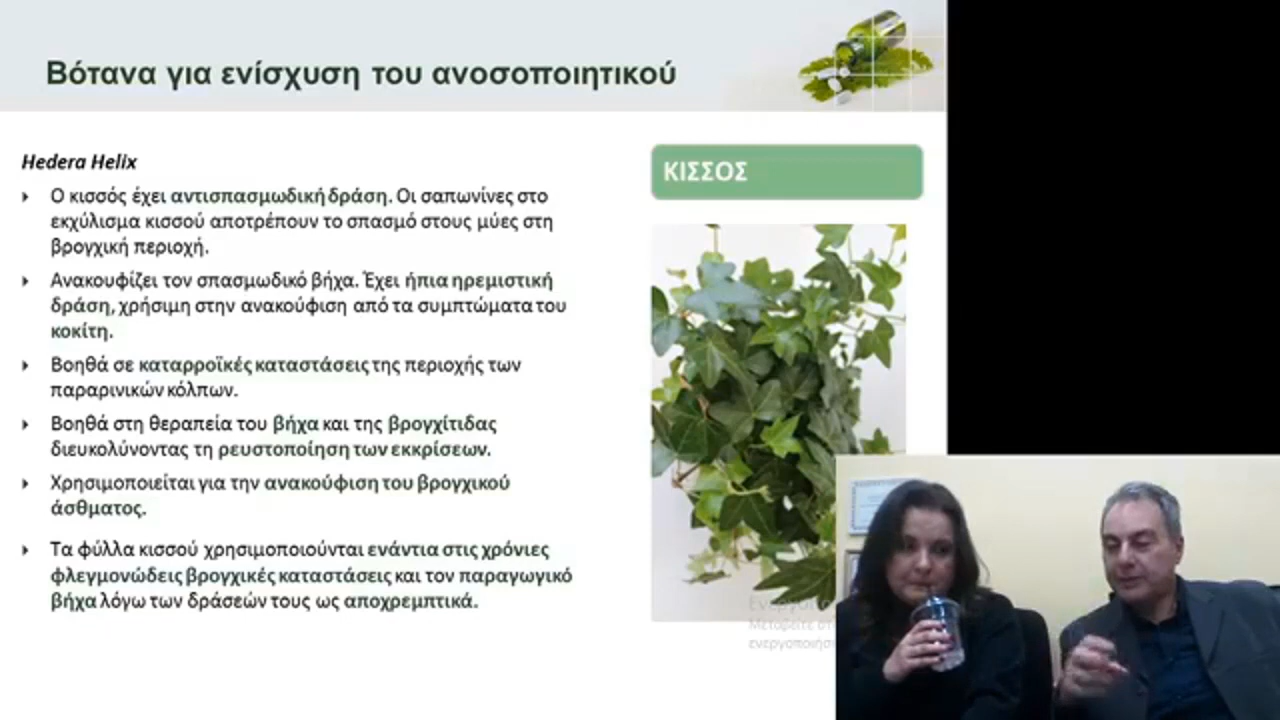 Βότανα για ενίσχυση του ανοσοποιητικού
Hedera Helix
Ο κισσός έχει αντισπασμωδική δράση. Οι σαπωνίνες στο
εκχύλισμα κισσού αποτρέπουν το σπασμό στους μύες στη
βρογχική περιοχή.
Ανακουφίζει τον σπασμωδικό βήχα. Έχει ήπια ηρεμιστική
δράση, χρήσιμη στην ανακούφιση από τα συμπτώματα του
κοκίτη.
Βοηθά σε καταρροϊκές καταστάσεις της περιοχής των
παραρινικών κόλπων.
Βοηθά στη θεραπεία του βήχα και της βρογχίτιδας
διευκολύνοντας τη ρευστοποίηση των εκκρίσεων.
Χρησιμοποιείται για την ανακούφιση του βρογχικού
άσθματος.
Τα φύλλα κισσού χρησιμοποιούνται ενάντια στις χρόνιες
φλεγμονώδεις βρογχικές καταστάσεις και τον παραγωγικό
βήχα λόγω των δράσεών τους ως αποχρεμπτικά.
ΚΙΣΣΟΣ
Μεταβείτε